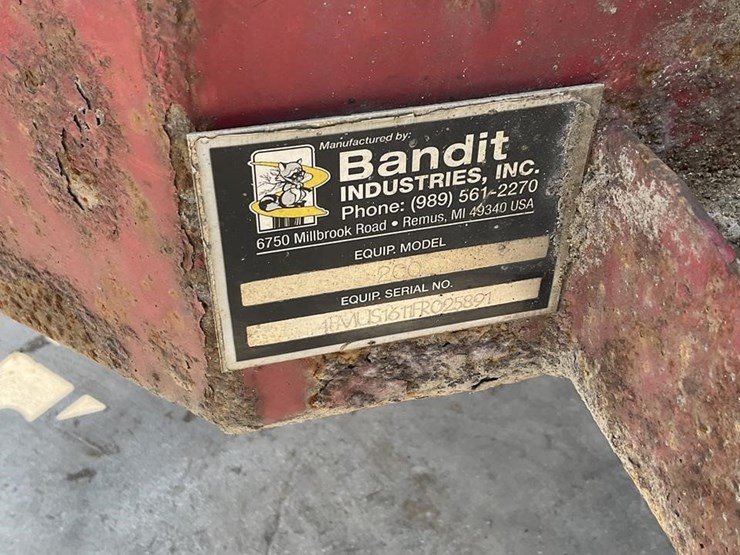 Manufactured by:
Bandit
INDUSTRIES, INC.
Phone: (989) 561-2270
6750 Millbrook Road • Remus, MI 49340 USA
EQUIP. MODEL
EQUIP. SERIAL NO.